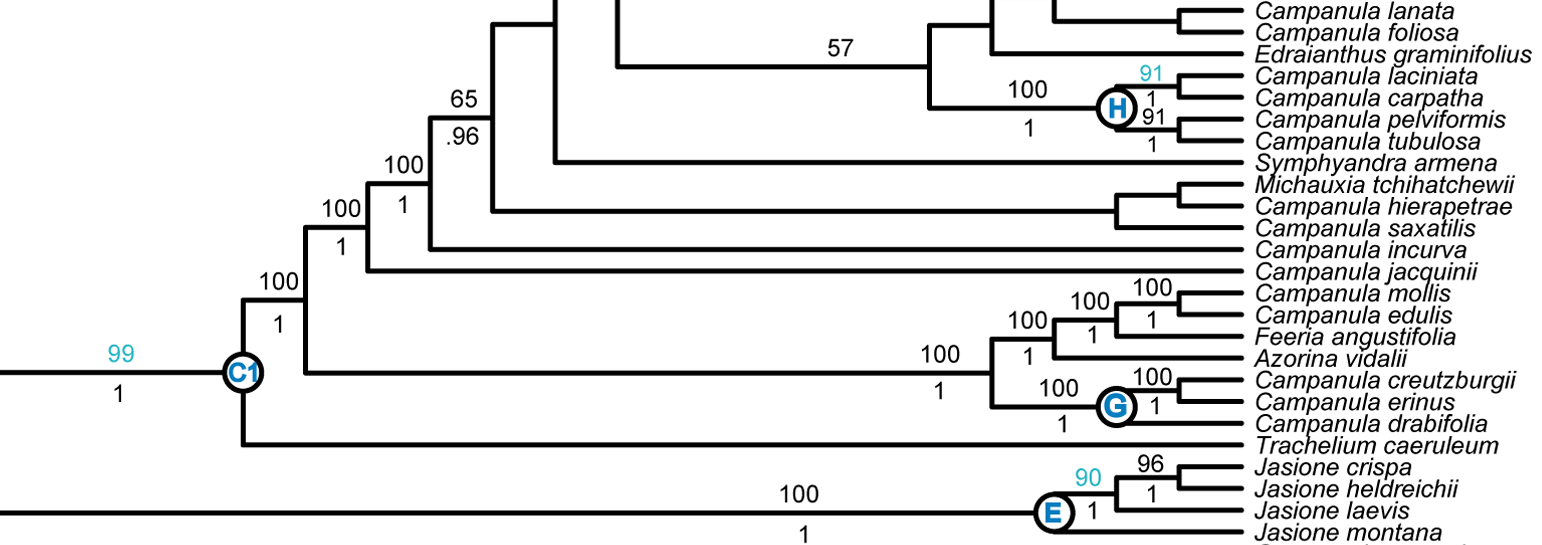 Campanula lanata
Campanula foliosa
57
Edraianthus graminifolius
91
Campanula laciniata
65
100
1
Campanula carpatha
H
91
Campanula pelviformis
.96
1
1
Campanula tubulosa
100
Symphyandra armena
Michauxia tchihatchewii
100
1
Campanula hierapetrae
Campanula saxatilis
1
Campanula incurva
100
Campanula jacquinii
100
Campanula mollis
100
1
100
1
Campanula edulis
1
Feeria angustifolia
99
100
1
Azorina vidalii
C1
100
Campanula creutzburgii
1
1
100
G
1
Campanula erinus
1
Campanula drabifolia
Trachelium caeruleum
96
Jasione crispa
90
100
1
Jasione heldreichii
E
1
Jasione laevis
1
Jasione montana